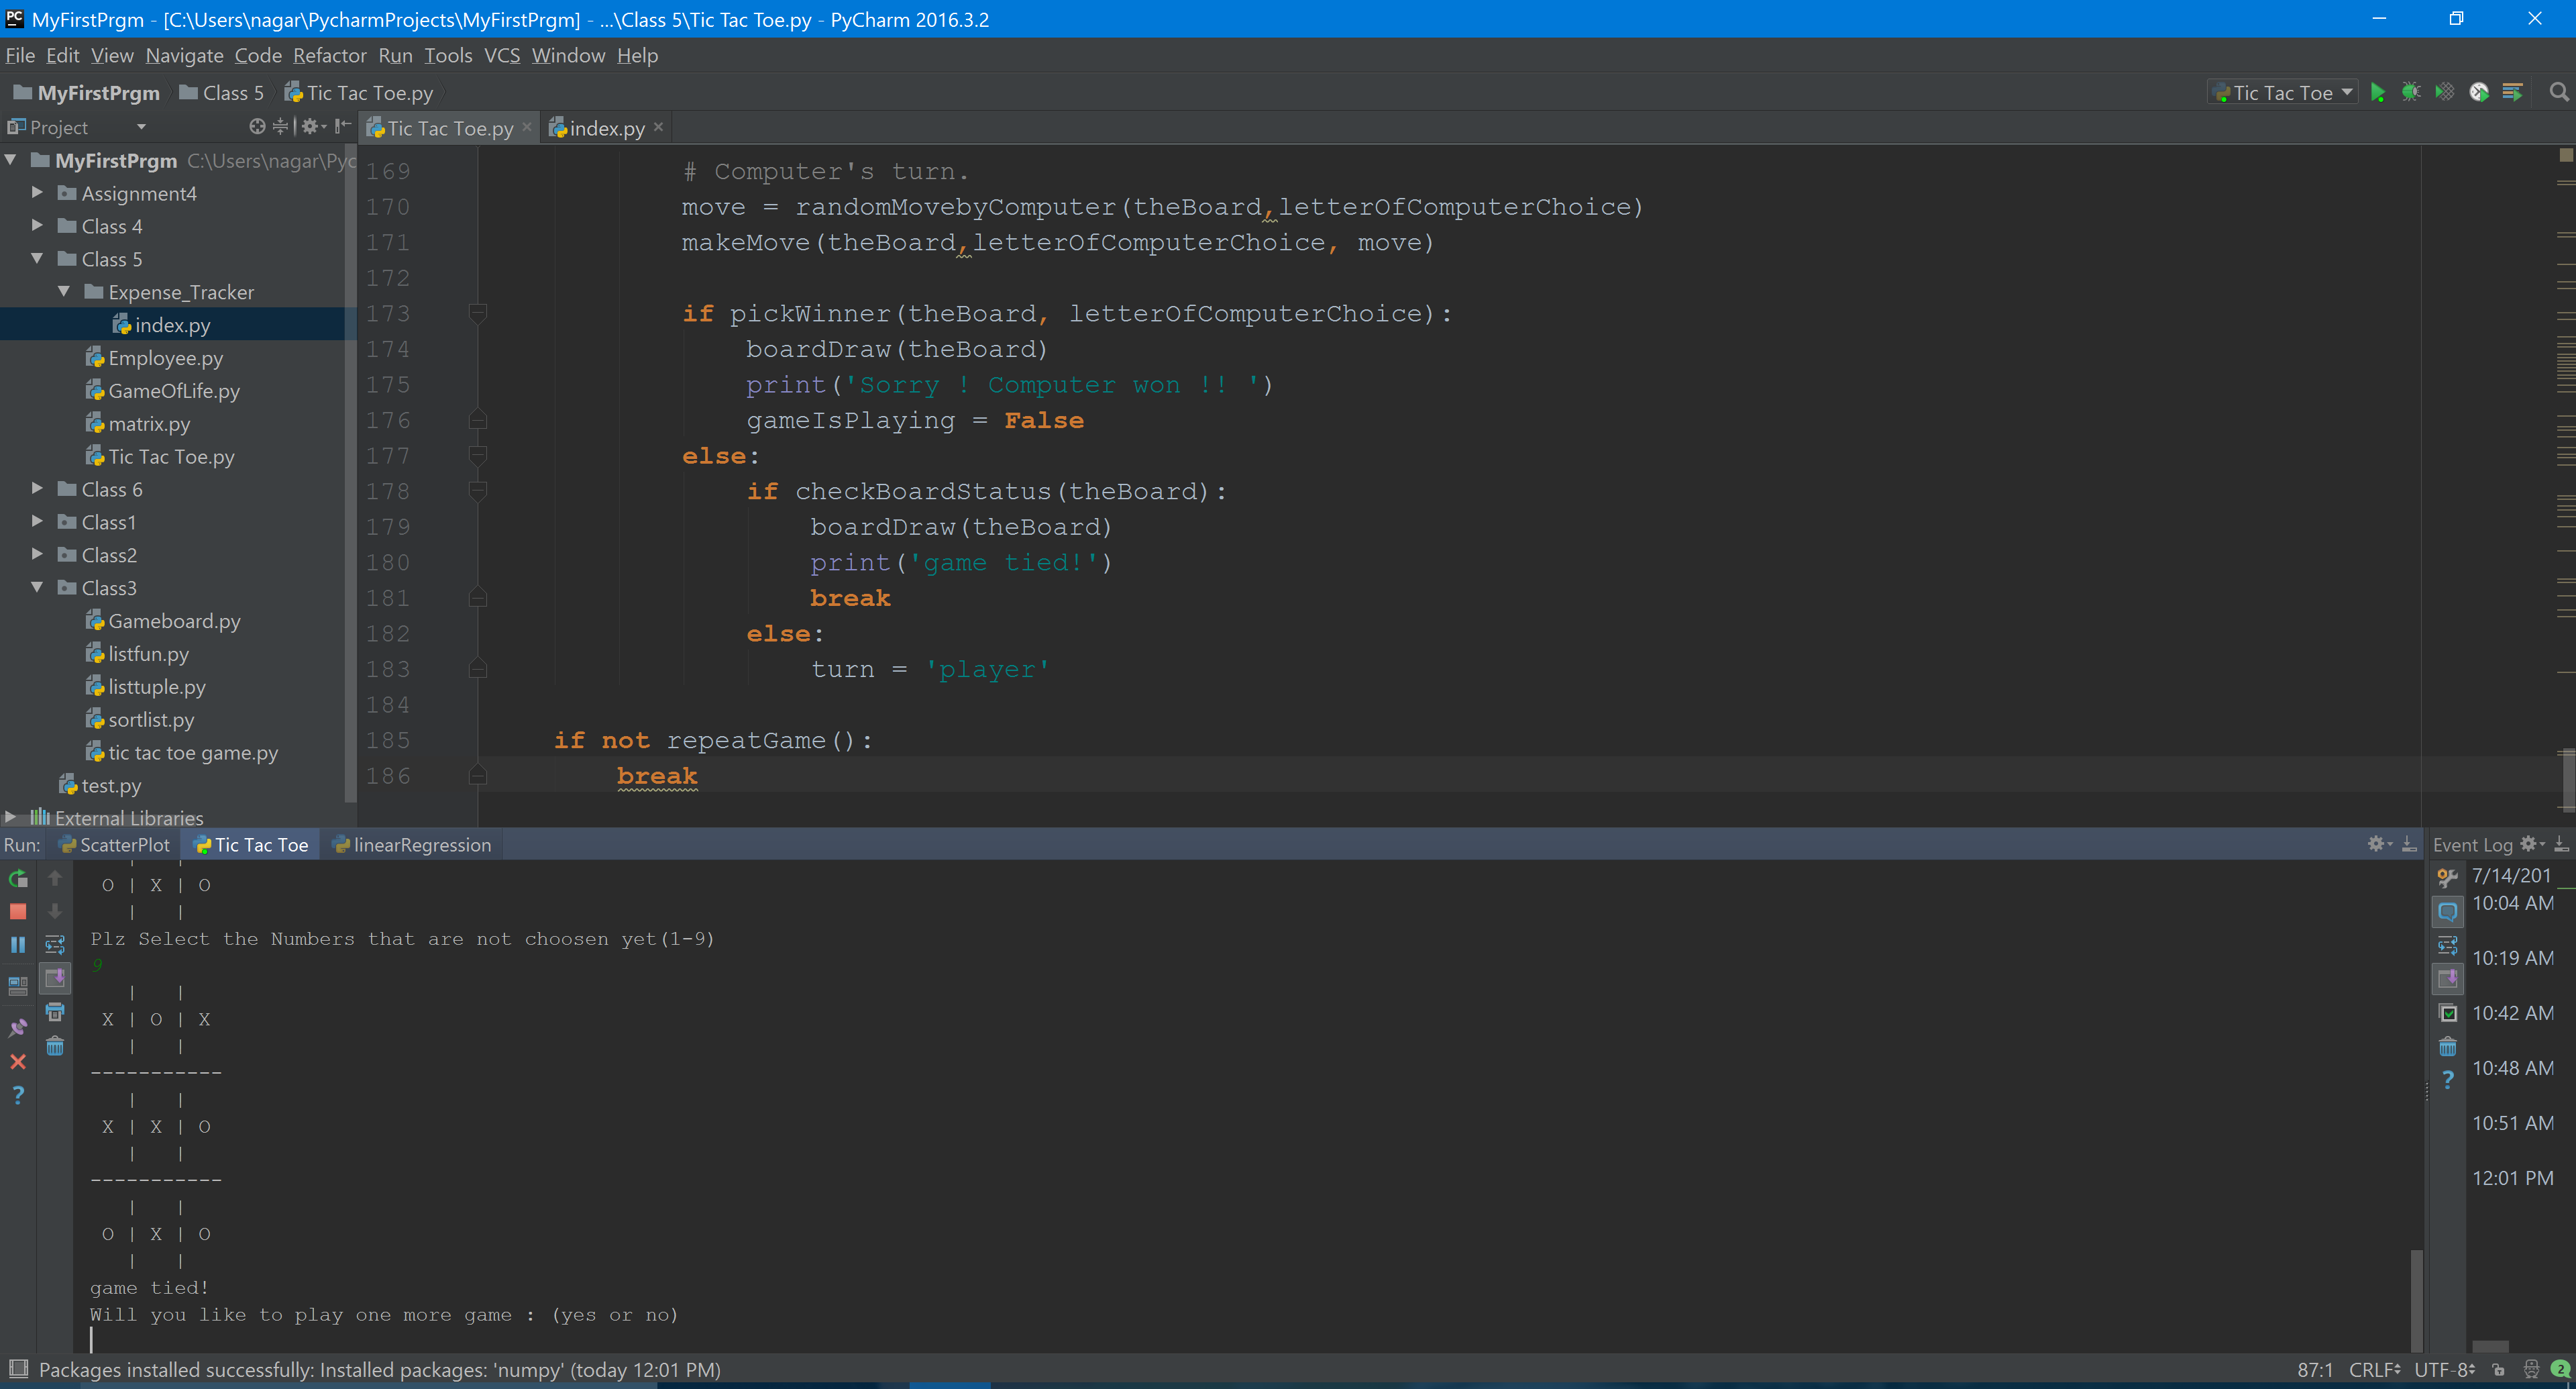 MyFirstPrgm - [C:\Users\nagar\PycharmProjects\MyFirstPrgm] - ...\Class 5\Tic Tac Toe.py - PyCharm 2016.3.2
File Edit View Navigate Code Refactor Run Tools VCS Window Help
MyFirstPrgm Class 5 Tic Tac Toe.py
Tic Tac Toe
Project
Tic Tac Toe.py
index.py
MyFirstPrgm C:\Users\nagar\Pyc
Assignment4
Class 4
Class 5
Expense_Tracker
index.py
Employee.py
GameOfLife.py
matrix.py
Tic Tac Toe.py
Class 6
Class1
Class2
Class3
Gameboard.py
listfun.py
listtuple.py
sortlist.py
tic tac toe game.py
test.py
External Libraries
169 # Computer's turn.
170 move = randomMovebyComputer(theBoard,letterOfComputerChoice)
171 makeMove(theBoard,letterOfComputerChoice, move)
172
173 if pickWinner(theBoard, letterOfComputerChoice):
174 boardDraw(theBoard)
175 print('Sorry ! Computer won !! ')
176 gameIsPlaying = False
177 else:
178 if checkBoardStatus(theBoard):
179 boardDraw(theBoard)
180 print('game tied!')
181 break
182 else:
183 turn = 'player'
184
185 if not repeatGame():
186 break
Run: ScatterPlot Tic Tac Toe linearRegression
| |
O | X | O
| |
Plz Select the Numbers that are not choosen yet(1-9)
9
| |
X | O | X
| |
-----------
| |
X | X | O
| |
-----------
| |
O | X | O
| |
game tied!
Will you like to play one more game : (yes or no)
Event Log
7/14/201
10:04 AM
10:19 AM
10:42 AM
10:48 AM
10:51 AM
12:01 PM
Packages installed successfully: Installed packages: 'numpy' (today 12:01 PM)
87:1 CRLF UTF-8 2